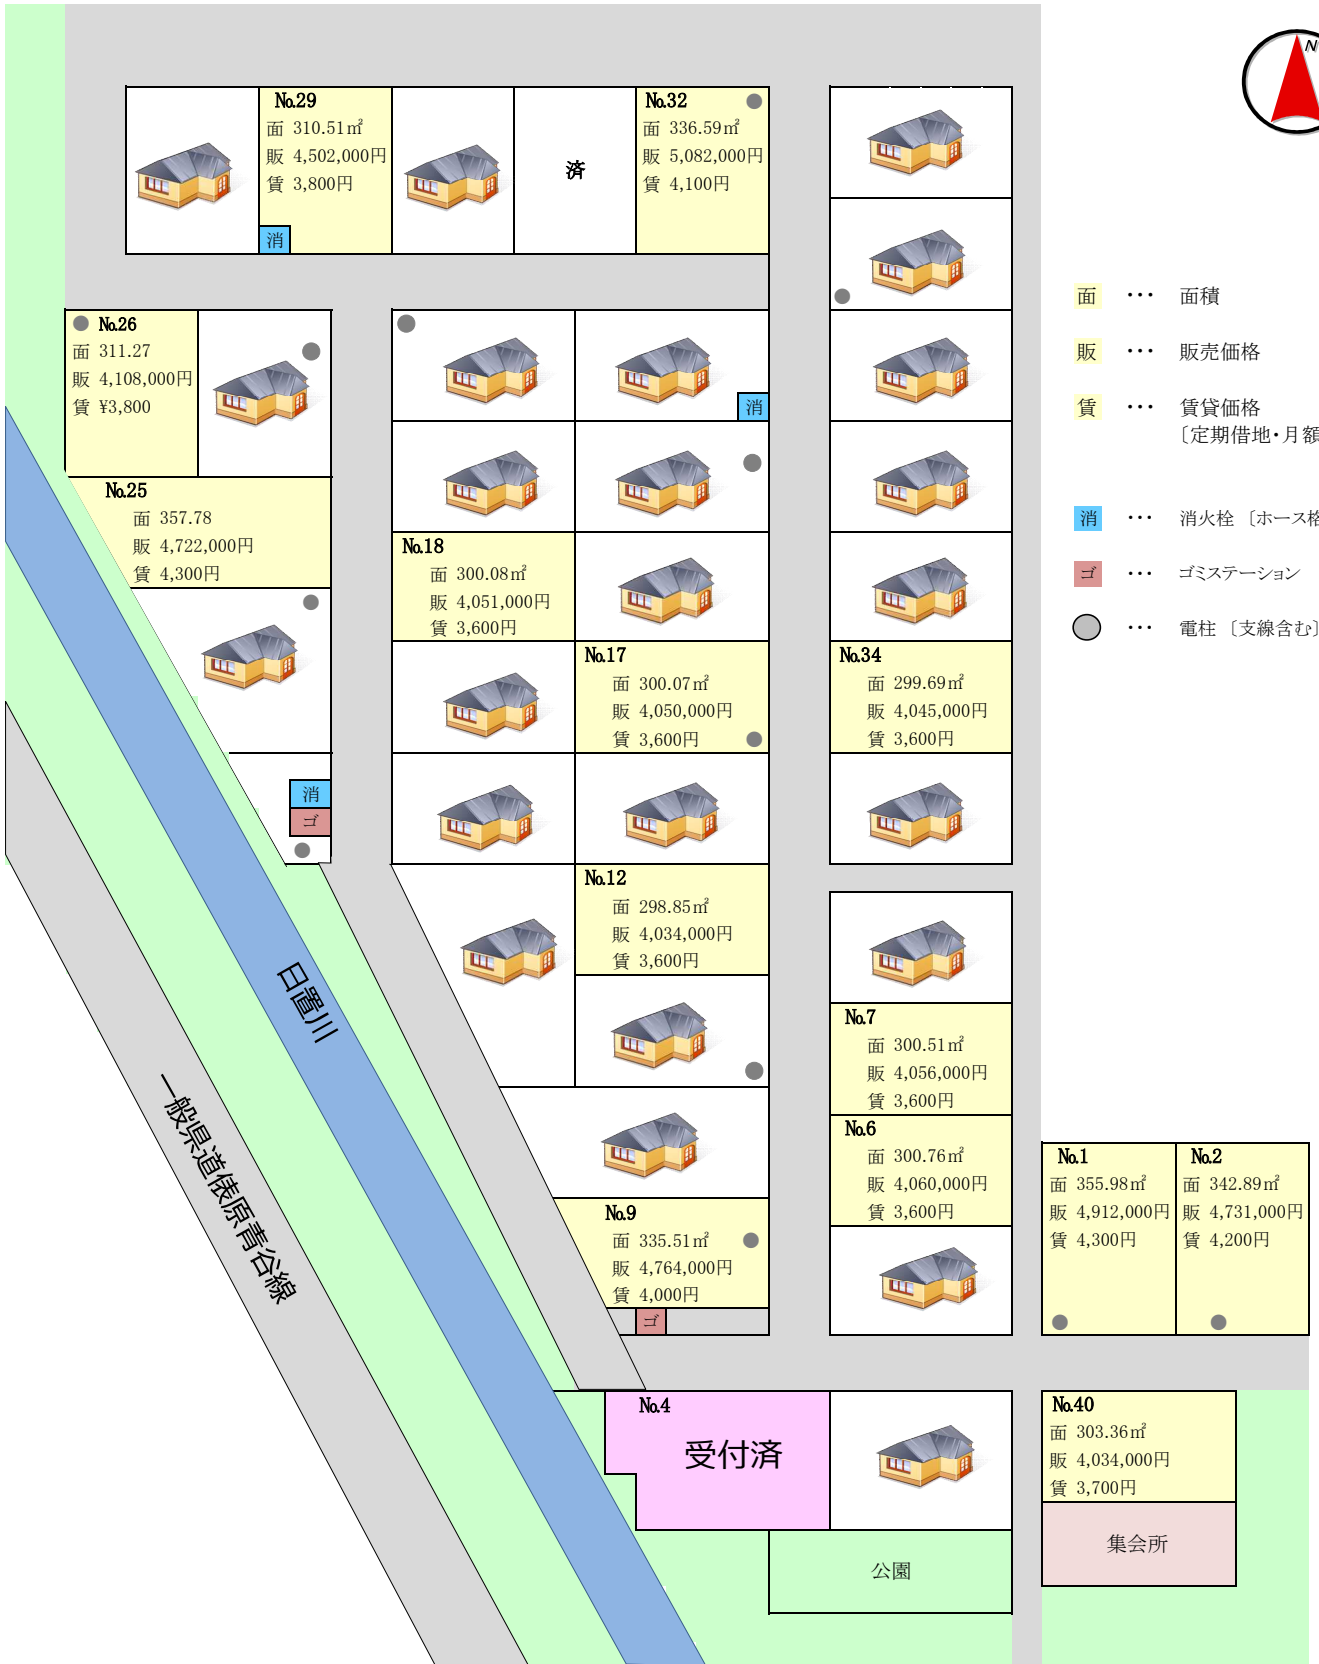 N
No.29
面 310.51㎡
販 4,502,000円
賃 3,800円
消
済
No.32
面 336.59㎡
販 5,082,000円
賃 4,100円
面 ・・・ 面積
販 ・・・ 販売価格
賃 ・・・ 賃貸価格
〔定期借地・月額
消 ・・・ 消火栓 〔ホース格
ゴ ・・・ ゴミステーション
・・・ 電柱 〔支線含む〕
No.26
面 311.27
販 4,108,000円
賃 ¥3,800
消
No.25
面 357.78
販 4,722,000円
賃 4,300円
No.18
面 300.08㎡
販 4,051,000円
賃 3,600円
No.17
面 300.07㎡
販 4,050,000円
賃 3,600円
No.34
面 299.69㎡
販 4,045,000円
賃 3,600円
消
ゴ
No.12
面 298.85㎡
販 4,034,000円
賃 3,600円
日置川
一般県道俵原青谷線
No.7
面 300.51㎡
販 4,056,000円
賃 3,600円
No.6
面 300.76㎡
販 4,060,000円
賃 3,600円
No.1
面 355.98㎡
販 4,912,000円
賃 4,300円
No.2
面 342.89㎡
販 4,731,000円
賃 4,200円
No.9
面 335.51㎡
販 4,764,000円
賃 4,000円
ゴ
No.4
受付済
No.40
面 303.36㎡
販 4,034,000円
賃 3,700円
集会所
公園